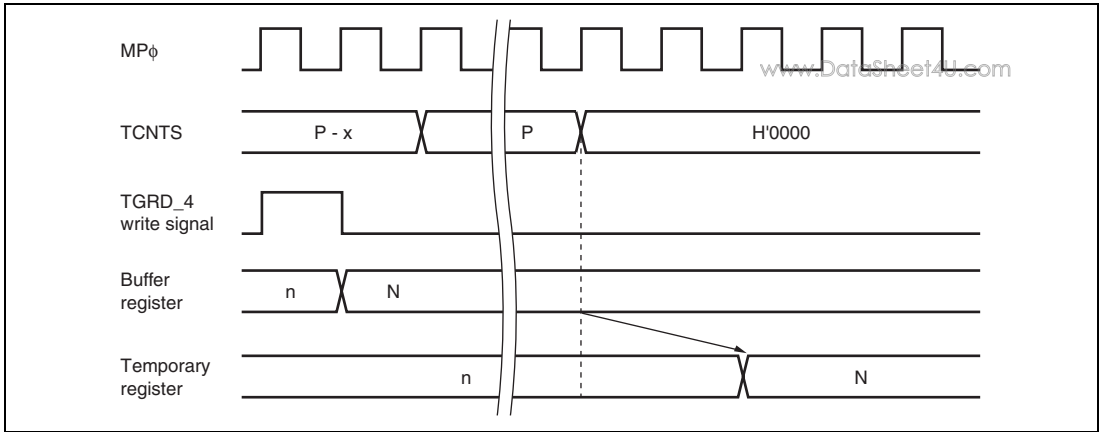 MPφ
www.DataSheet4U.com
TCNTS
P - x
P
H'0000
TGRD_4
write signal
Buffer
register
n
N
Temporary
register
n
N